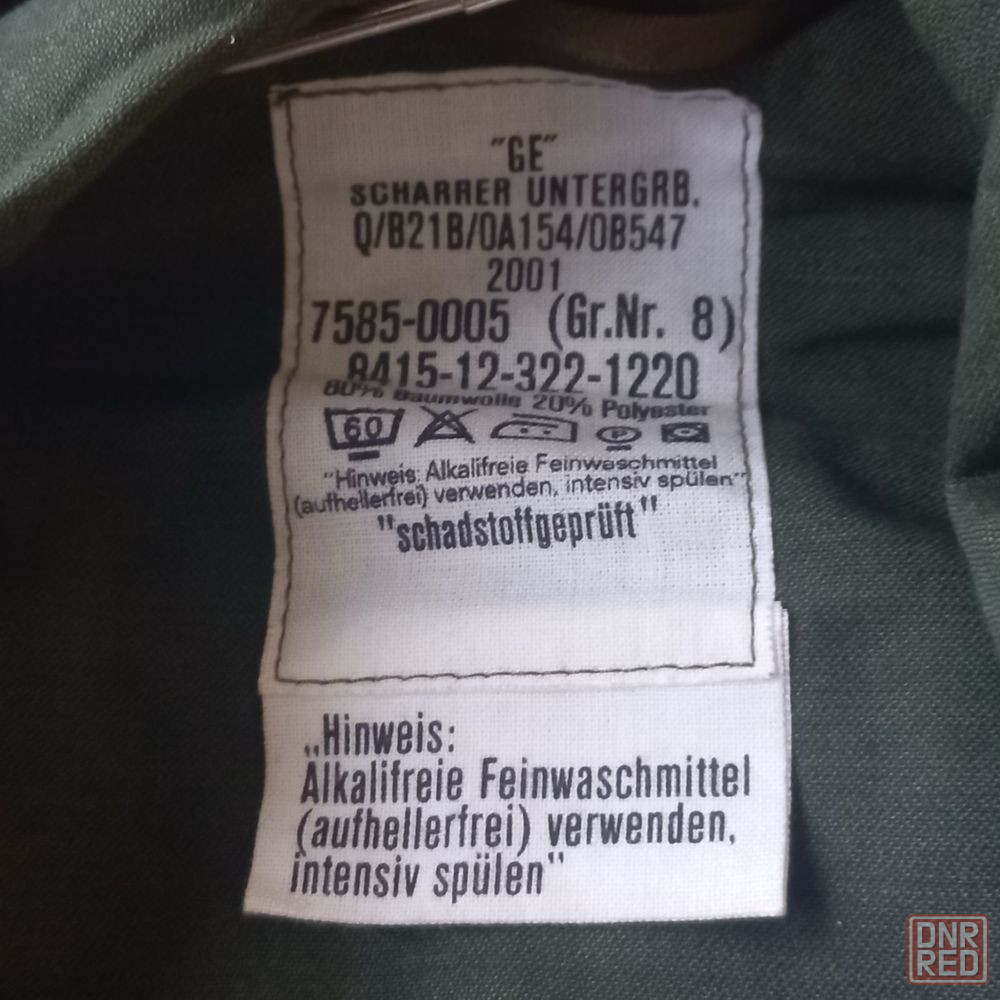 "GE"
SCHARRER UNTERGRB.
Q/B21B/0A154/0B547
2001
7585-0005 (Gr.Nr. 8)
8415-12-322-1220
80% Baumwolle 20% Polyester
60 P
"Hinweis: Alkalifreie Feinwaschmittel
(aufhellerfrei) verwenden, intensiv spülen"
"schadstoffgeprüft"
„Hinweis:
Alkalifreie Feinwaschmittel
(aufhellerfrei) verwenden,
intensiv spülen"
DNR
RED